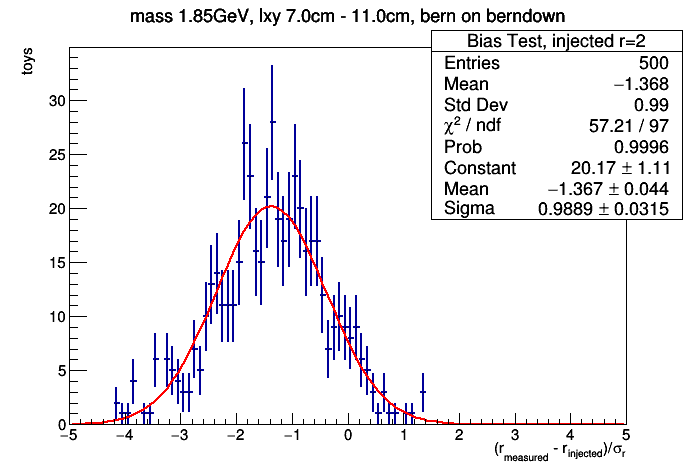 mass 1.85GeV, lxy 7.0cm - 11.0cm, bern on berndown
Bias Test, injected r=2
Entries 500
Mean −1.368
Std Dev 0.99
χ² / ndf 57.21 / 97
Prob 0.9996
Constant 20.17 ± 1.11
Mean −1.367 ± 0.044
Sigma 0.9889 ± 0.0315
toys
30
25
20
15
10
5
0
−5 −4 −3 −2 −1 0 1 2 3 4 5
(r_measured - r_injected)/σ_r